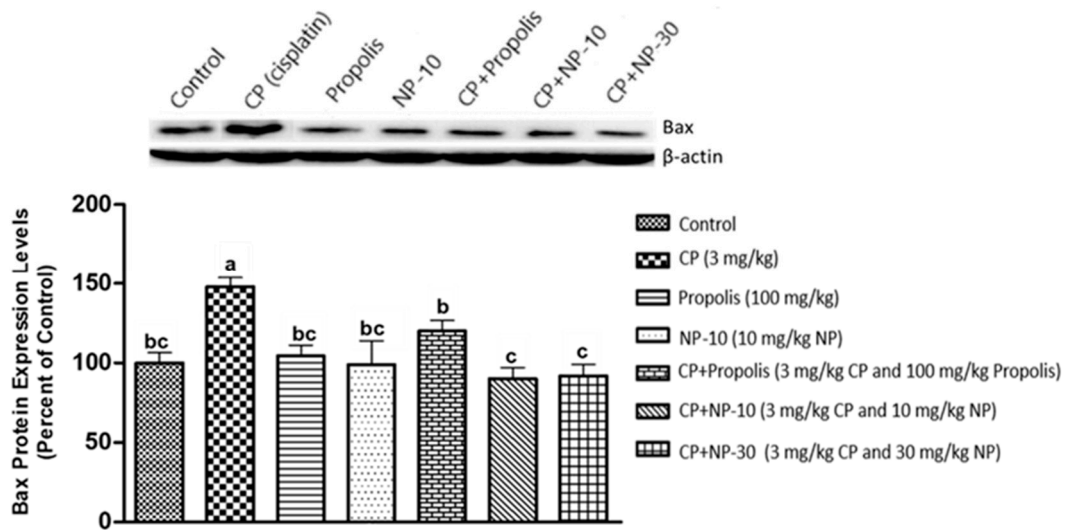 Control
CP (cisplatin)
Propolis
NP-10
CP+Propolis
CP+NP-10
CP+NP-30
Bax
β-actin
Bax Protein Expression Levels
(Percent of Control)
200
150
100
50
0
bc
a
bc
bc
b
c
c
Control
CP (3 mg/kg)
Propolis (100 mg/kg)
NP-10 (10 mg/kg NP)
CP+Propolis (3 mg/kg CP and 100 mg/kg Propolis)
CP+NP-10 (3 mg/kg CP and 10 mg/kg NP)
CP+NP-30 (3 mg/kg CP and 30 mg/kg NP)